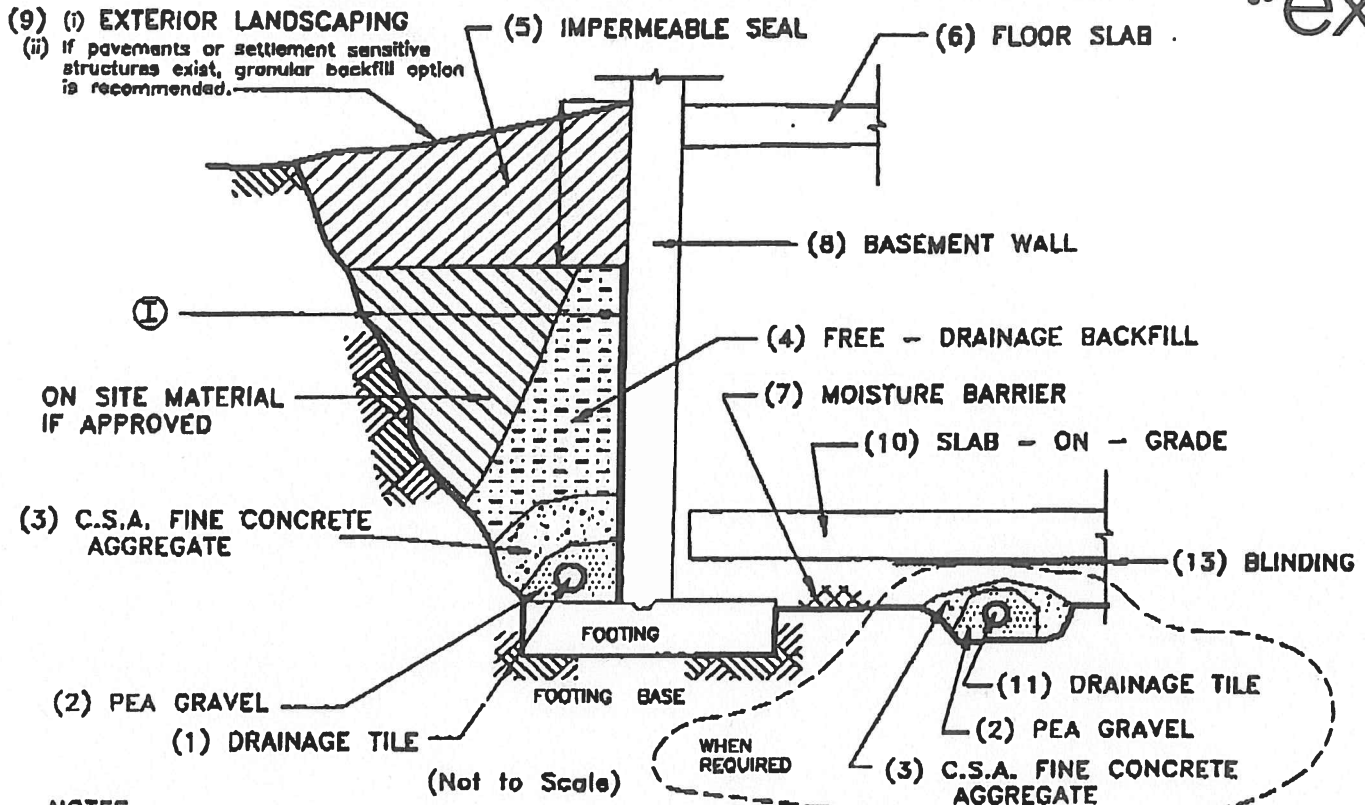 (9) (i) EXTERIOR LANDSCAPING
(ii) If pavements or settlement sensitive
structures exist, granular backfill option
is recommended.
(5) IMPERMEABLE SEAL
(6) FLOOR SLAB
ex
(8) BASEMENT WALL
I
(4) FREE - DRAINAGE BACKFILL
ON SITE MATERIAL
IF APPROVED
(7) MOISTURE BARRIER
(10) SLAB - ON - GRADE
(3) C.S.A. FINE CONCRETE
AGGREGATE
(13) BLINDING
FOOTING
FOOTING BASE
(2) PEA GRAVEL
(1) DRAINAGE TILE
(Not to Scale)
(11) DRAINAGE TILE
(2) PEA GRAVEL
WHEN
REQUIRED
(3) C.S.A. FINE CONCRETE
AGGREGATE
NOTES